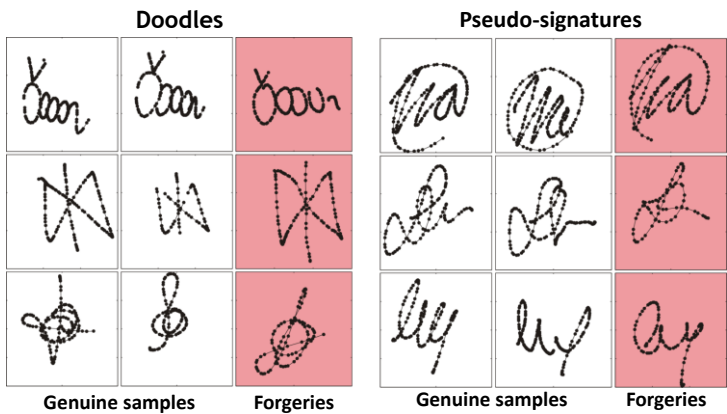 Doodles
Pseudo-signatures
Genuine samples
Forgeries
Genuine samples
Forgeries